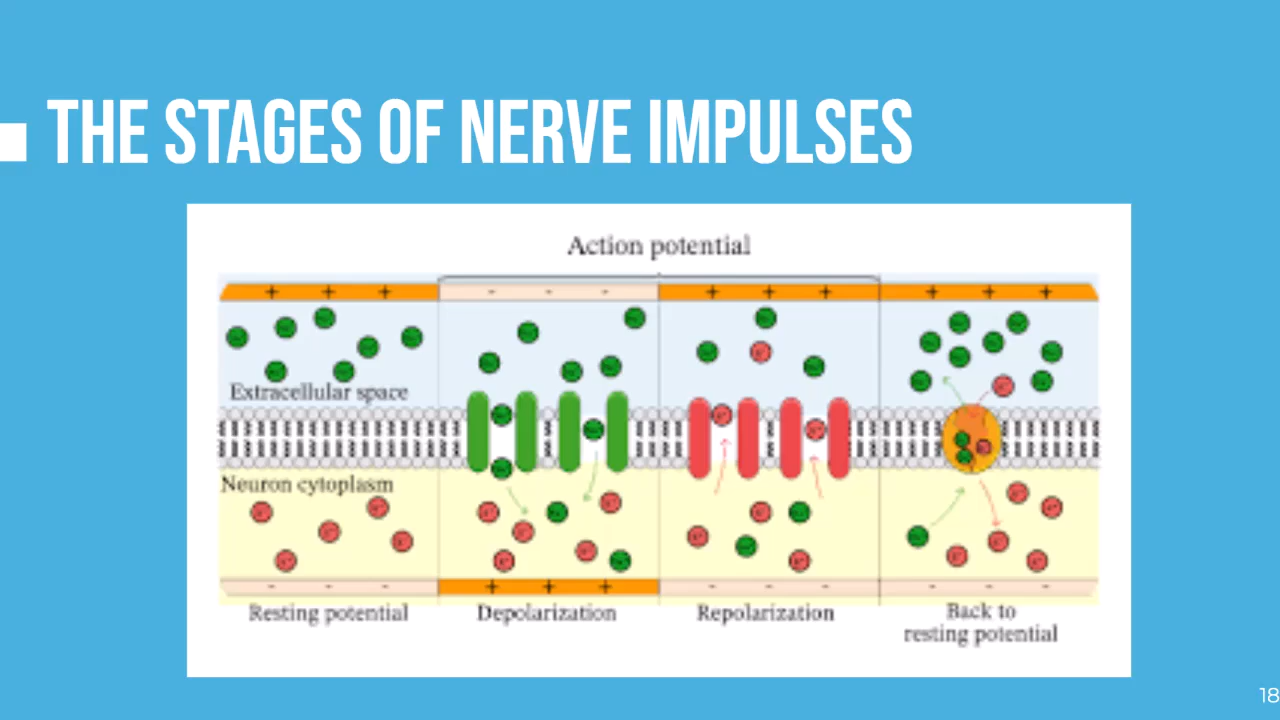 THE STAGES OF NERVE IMPULSES
Action potential
+ + + - - - + + + + + +
Extracellular space
Neuron cytoplasm
- - - + + + - - - - - -
Resting potential
Depolarization
Repolarization
Back to
resting potential
18